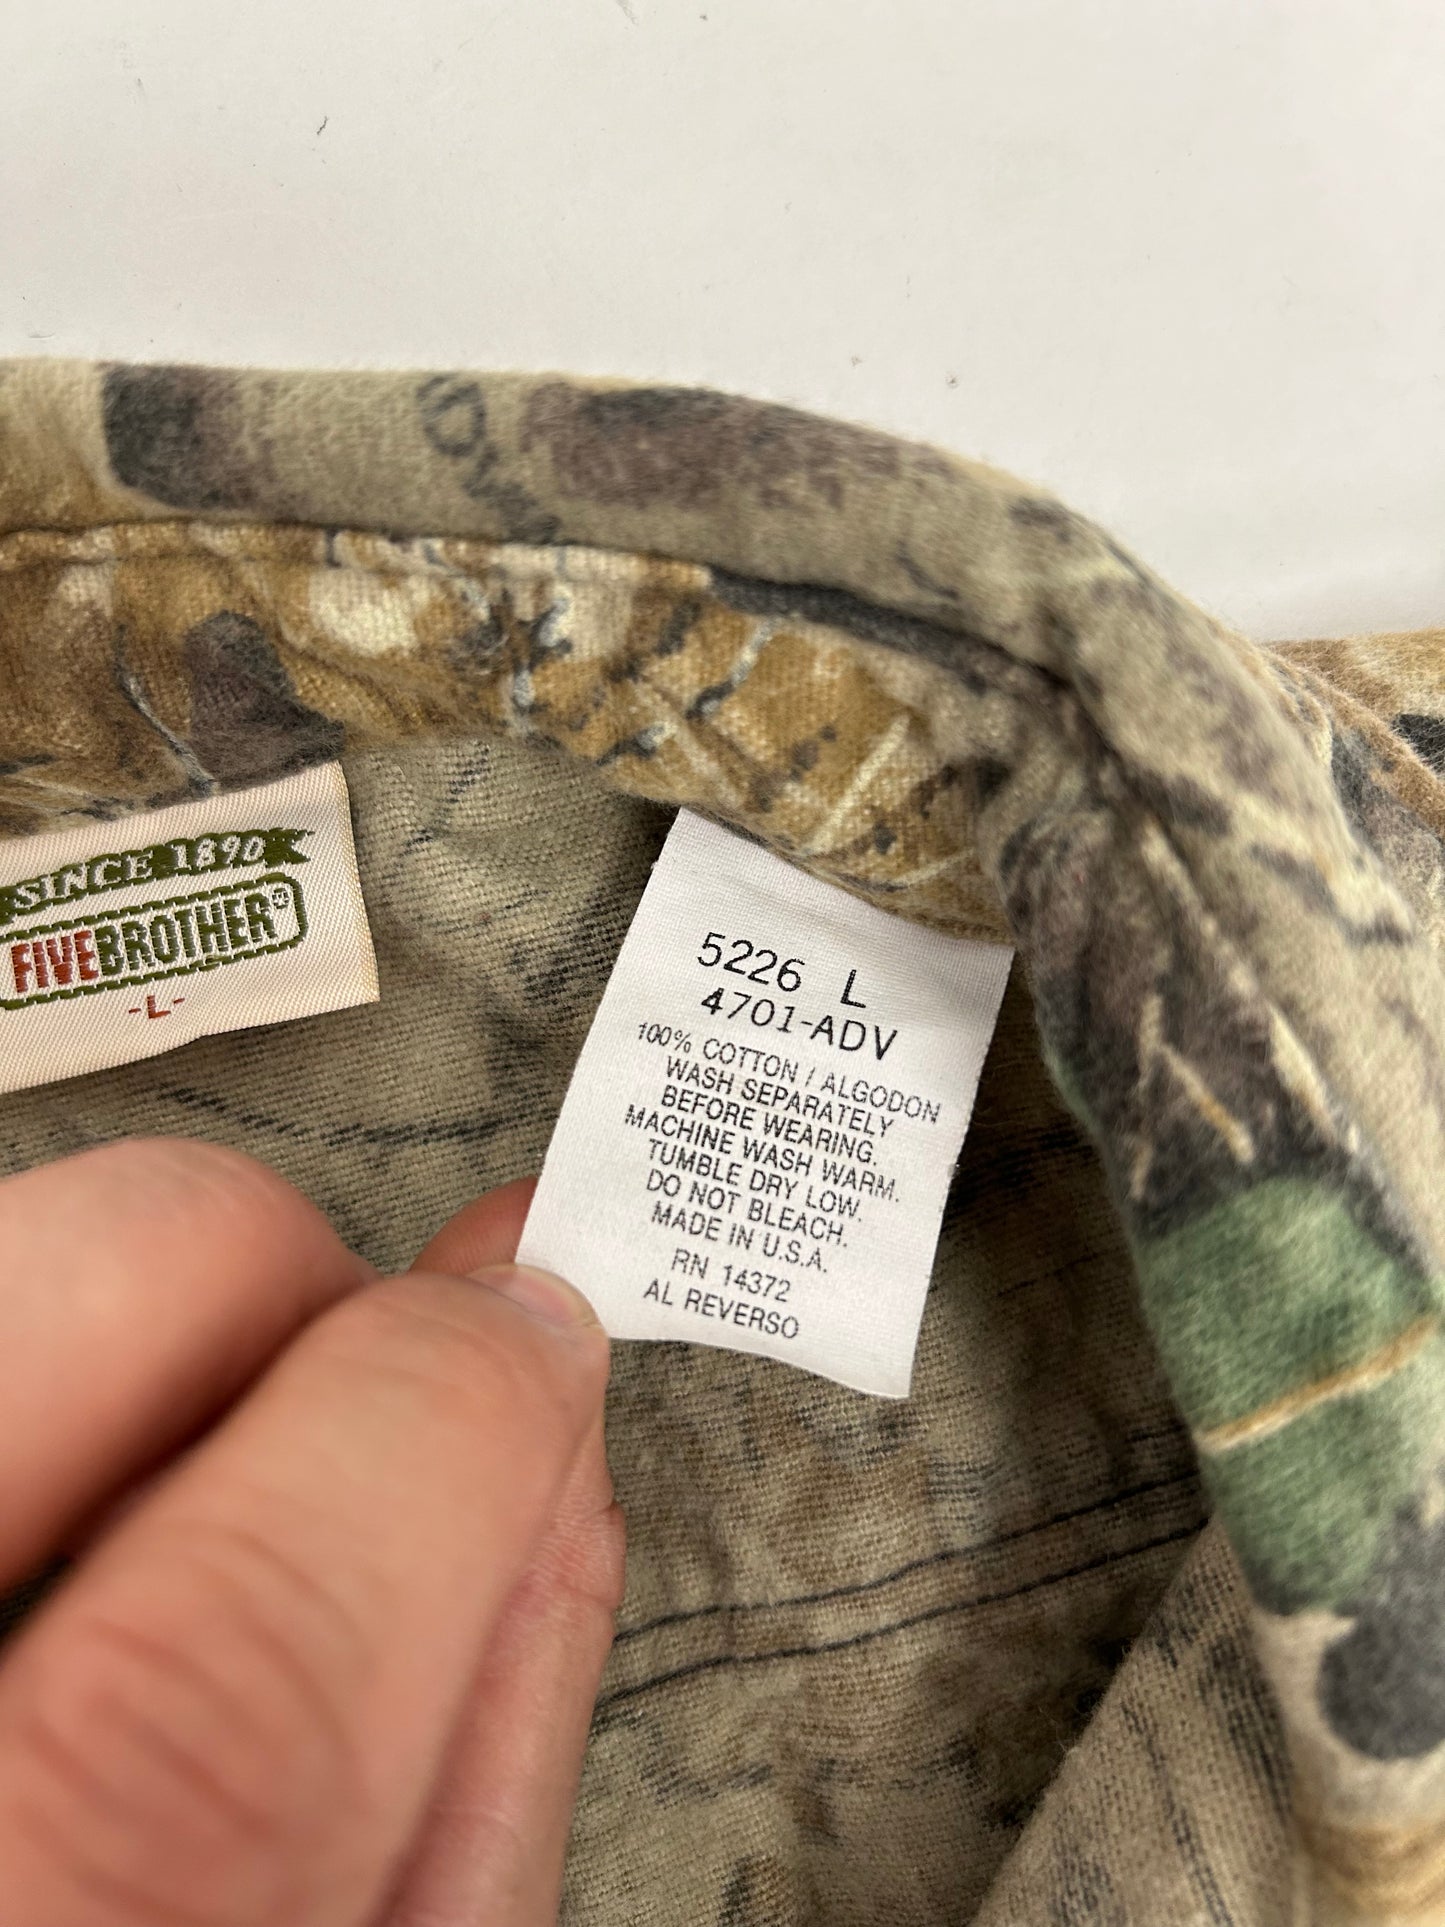 SINCE 1890
FIVEBROTHER®
-L-
5226 L
4701-ADV
100% COTTON / ALGODON
WASH SEPARATELY
BEFORE WEARING.
MACHINE WASH WARM.
TUMBLE DRY LOW.
DO NOT BLEACH.
MADE IN U.S.A.
RN 14372
AL REVERSO